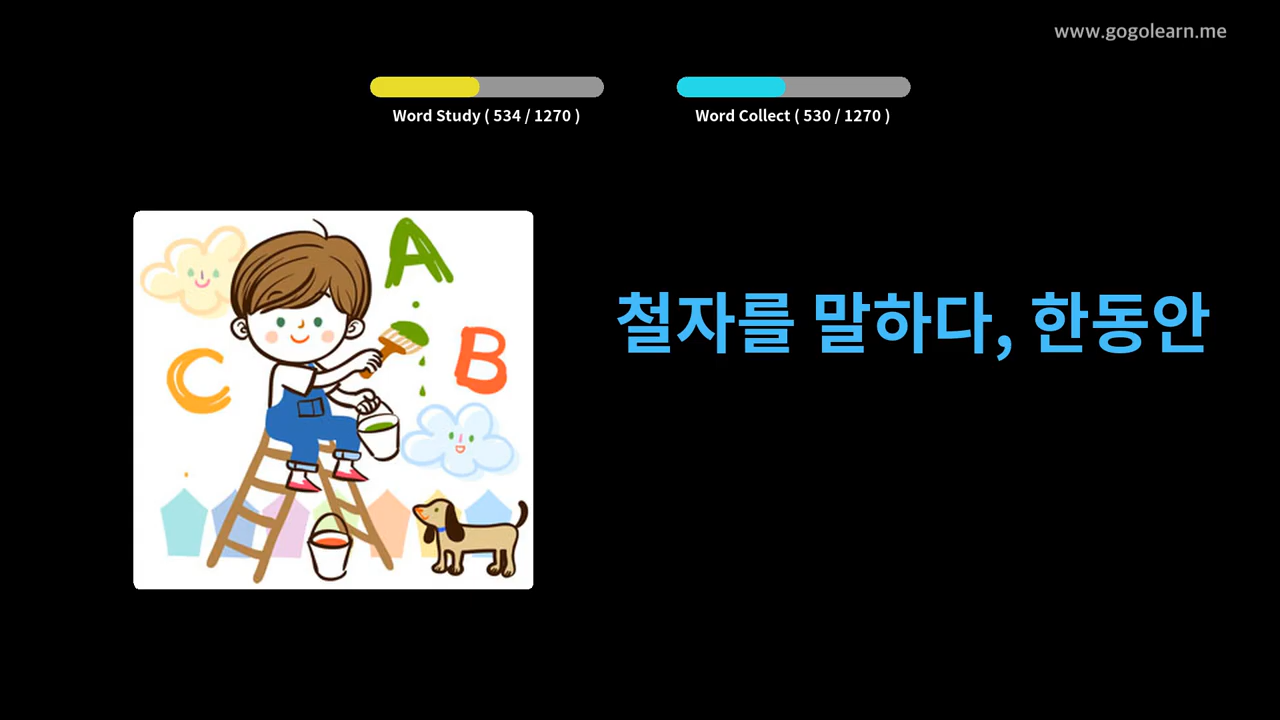 www.gogolearn.me
Word Study ( 534 / 1270 )
Word Collect ( 530 / 1270 )
A
B
C
철자를 말하다, 한동안